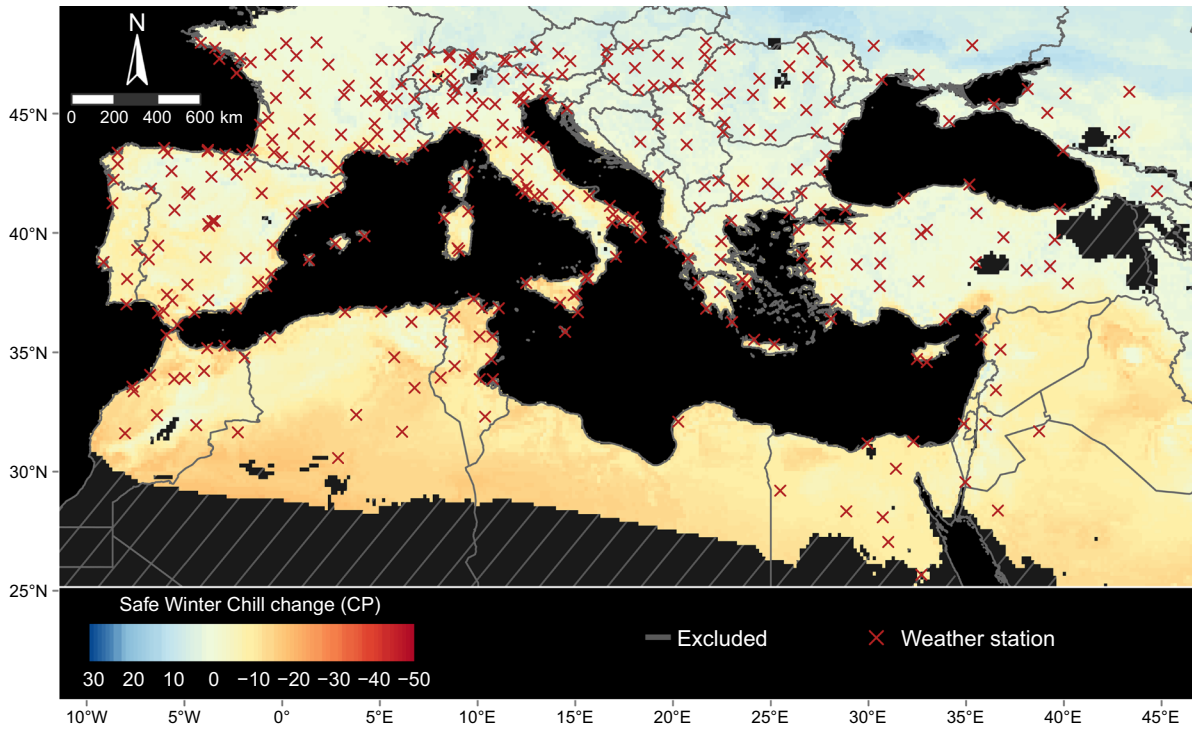 N
0 200 400 600 km
45°N
40°N
35°N
30°N
25°N
Safe Winter Chill change (CP)
30 20 10 0 −10 −20 −30 −40 −50
Excluded
Weather station
10°W 5°W 0° 5°E 10°E 15°E 20°E 25°E 30°E 35°E 40°E 45°E